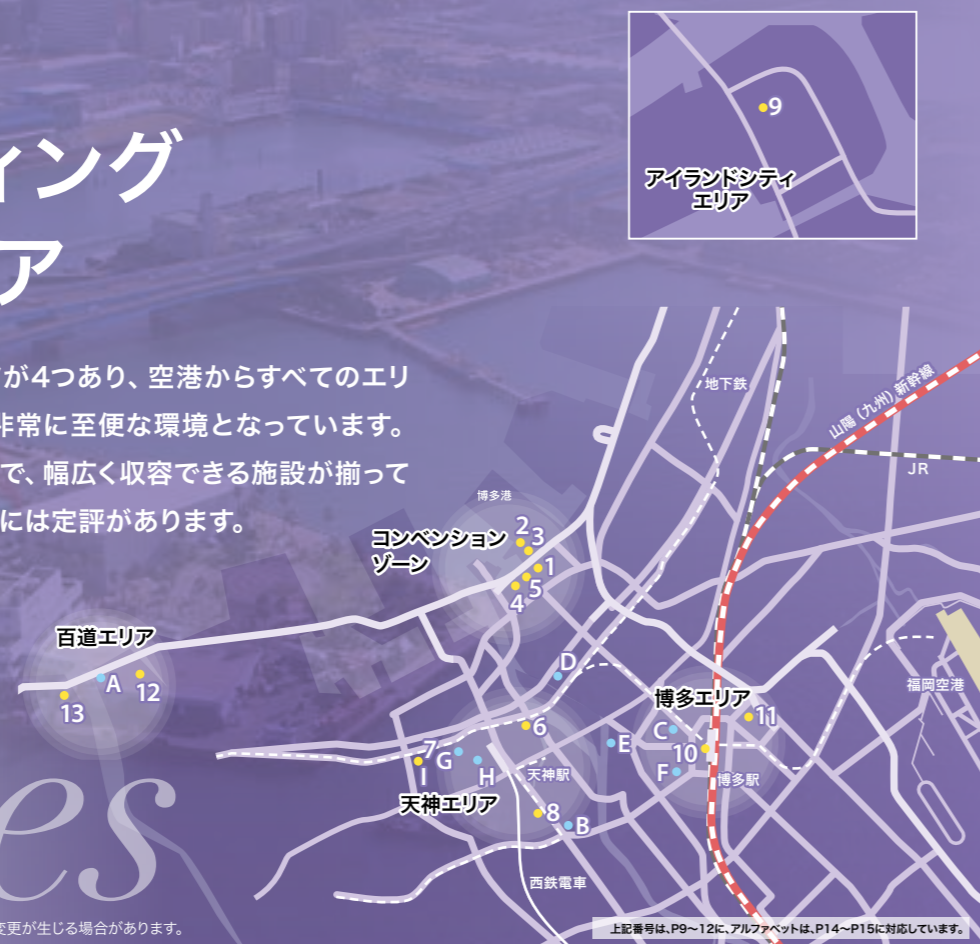 ィング
ア
が4つあり、空港からすべてのエリ
非常に至便な環境となっています。
で、幅広く収容できる施設が揃って
には定評があります。
9
アイランドシティ
エリア
地下鉄
山陽（九州）新幹線
JR
博多港
コンベンション
ゾーン
2
3
1
5
4
百道エリア
A
12
13
D
福岡空港
博多エリア
11
C
10
E
F
博多駅
6
7
G
I
H
天神駅
天神エリア
8
B
西鉄電車
es
変更が生じる場合があります。
上記番号は、P9〜12に、アルファベットは、P14〜P15に対応しています。